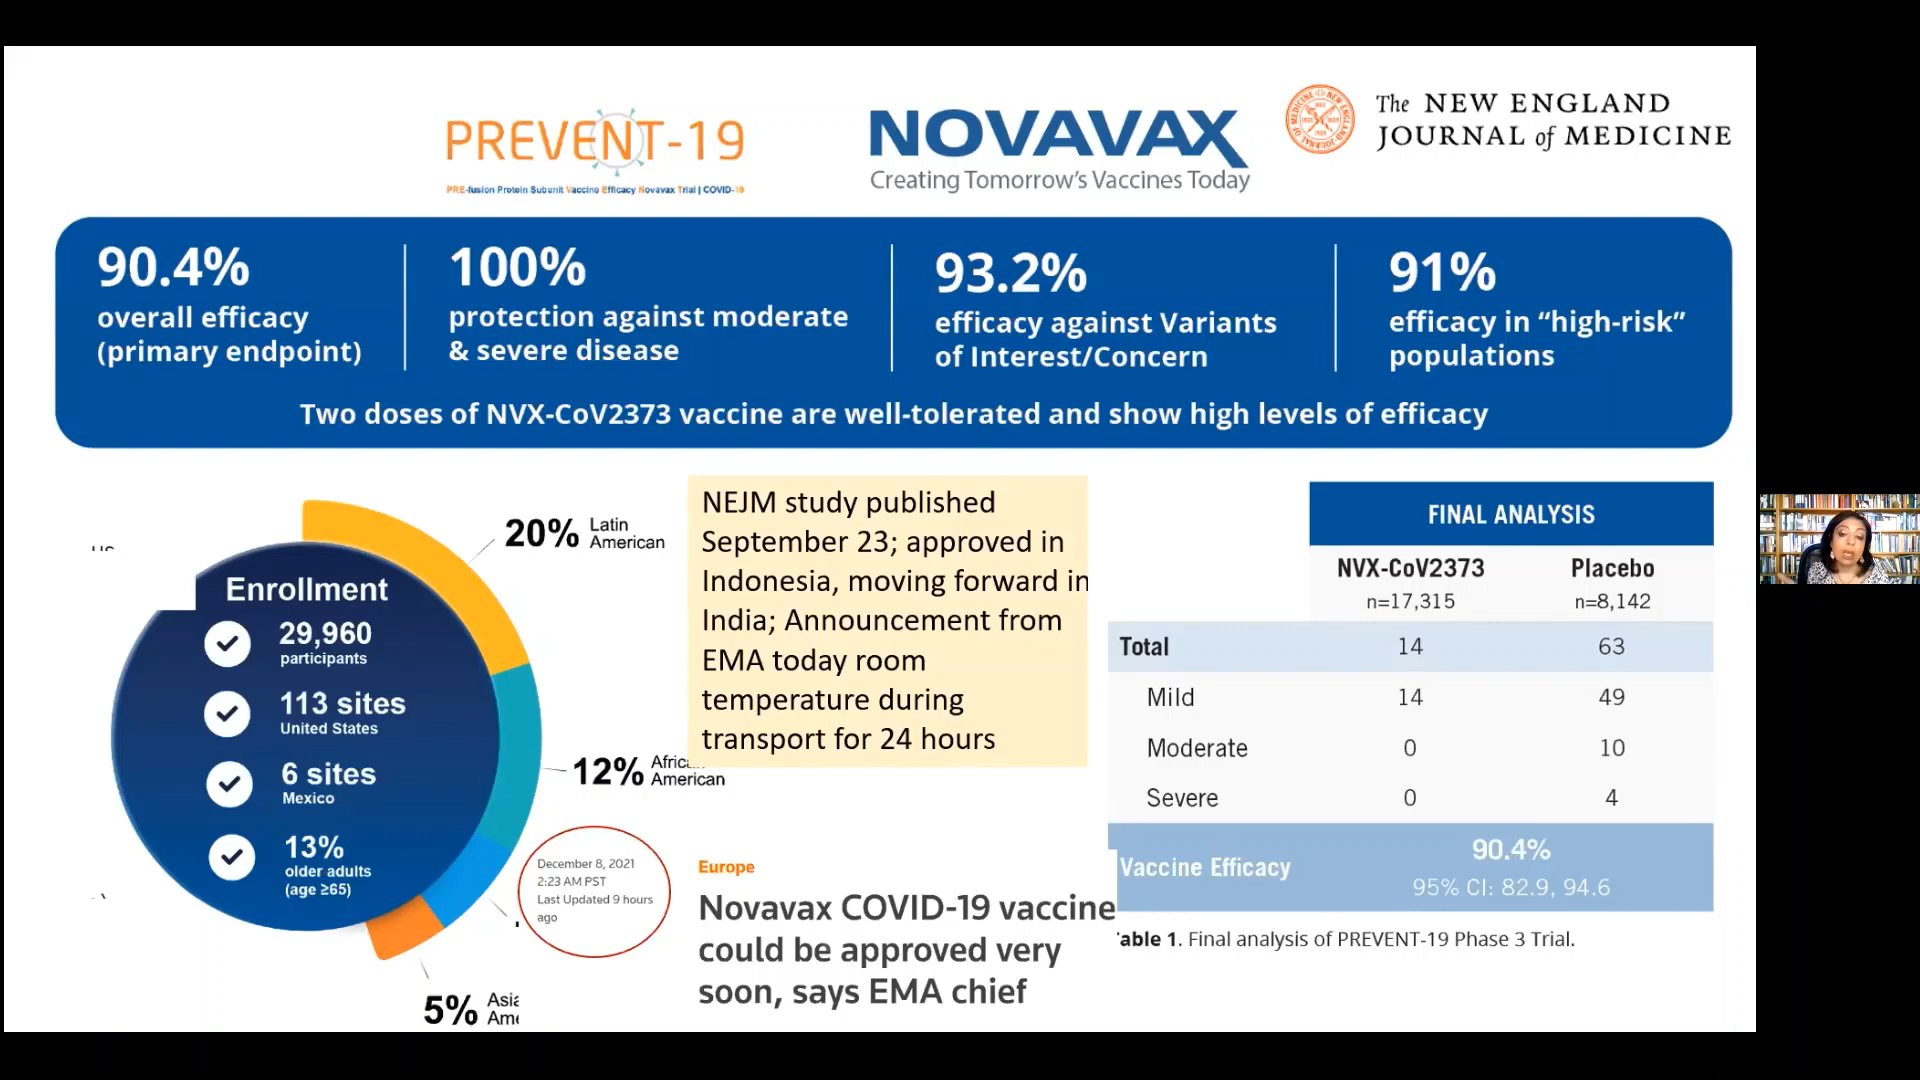 PREVENT-19
PRE-fusion Protein Subunit Vaccine Efficacy Novavax Trial | COVID-19
NOVAVAX
Creating Tomorrow's Vaccines Today
The NEW ENGLAND
JOURNAL of MEDICINE
90.4%
overall efficacy
(primary endpoint)
100%
protection against moderate
& severe disease
93.2%
efficacy against Variants
of Interest/Concern
91%
efficacy in “high-risk”
populations
Two doses of NVX-CoV2373 vaccine are well-tolerated and show high levels of efficacy
Enrollment
29,960
participants
113 sites
United States
6 sites
Mexico
13%
older adults
(age ≥65)
20% Latin
American
12%
American
5%
NEJM study published
September 23; approved in
Indonesia, moving forward in
India; Announcement from
EMA today room
temperature during
transport for 24 hours
December 8, 2021
2:23 AM PST
Last Updated 9 hours
ago
Europe
Novavax COVID-19 vaccine
could be approved very
soon, says EMA chief
FINAL ANALYSIS
NVX-CoV2373 Placebo
n=17,315 n=8,142
Total 14 63
Mild 14 49
Moderate 0 10
Severe 0 4
Vaccine Efficacy
90.4%
95% CI: 82.9, 94.6
able 1. Final analysis of PREVENT-19 Phase 3 Trial.